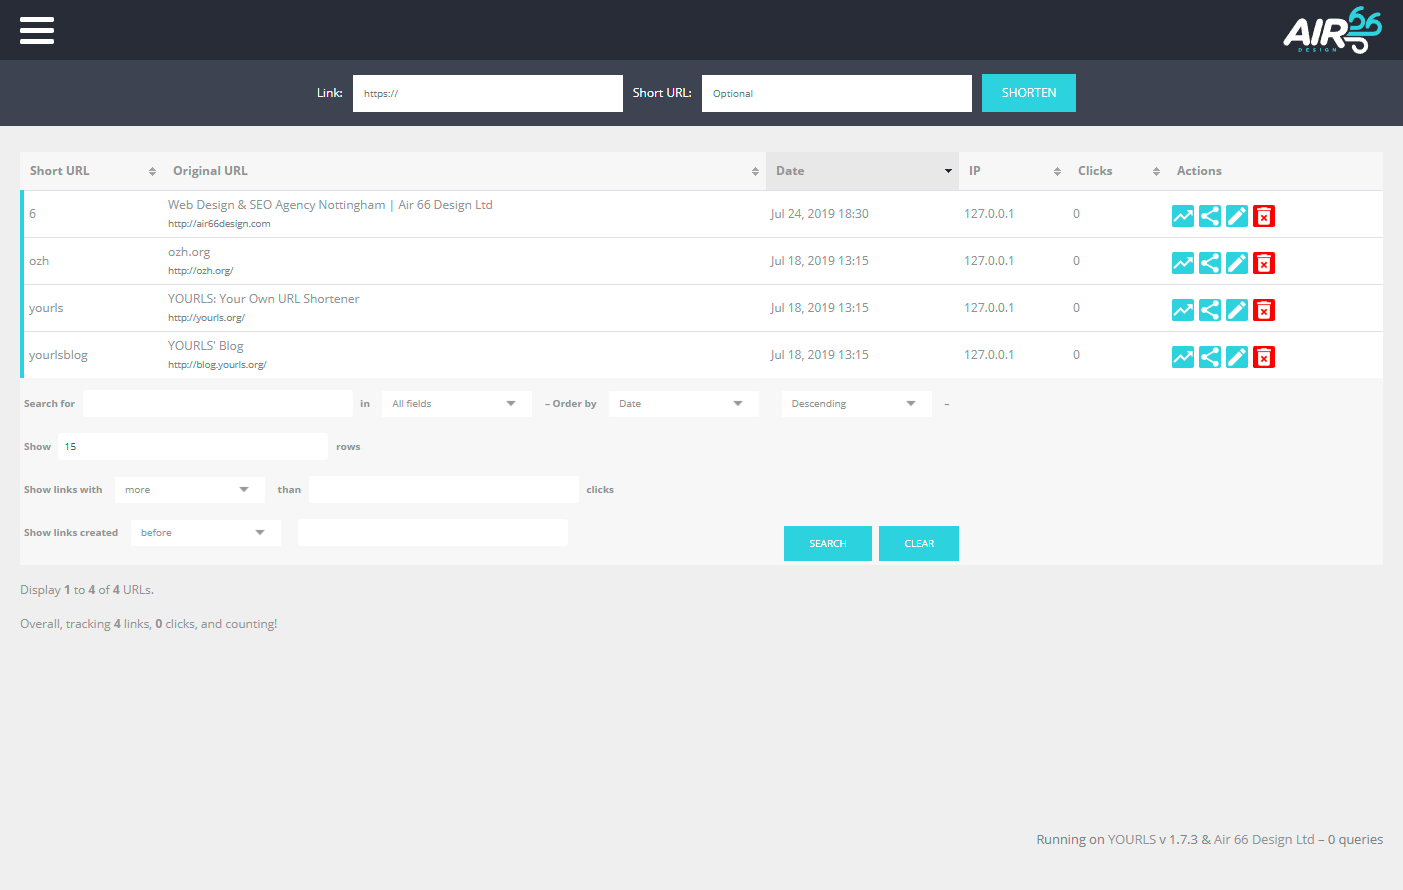 AIR 66
DESIGN
Link: https:// Short URL: Optional SHORTEN
Short URL Original URL Date IP Clicks Actions
6 Web Design & SEO Agency Nottingham | Air 66 Design Ltd Jul 24, 2019 18:30 127.0.0.1 0
http://air66design.com
ozh ozh.org Jul 18, 2019 13:15 127.0.0.1 0
http://ozh.org/
yourls YOURLS: Your Own URL Shortener Jul 18, 2019 13:15 127.0.0.1 0
http://yourls.org/
yourlsblog YOURLS' Blog Jul 18, 2019 13:15 127.0.0.1 0
http://blog.yourls.org/
Search for in All fields – Order by Date Descending –
Show 15 rows
Show links with more than clicks
Show links created before SEARCH CLEAR
Display 1 to 4 of 4 URLs.
Overall, tracking 4 links, 0 clicks, and counting!
Running on YOURLS v 1.7.3 & Air 66 Design Ltd – 0 queries